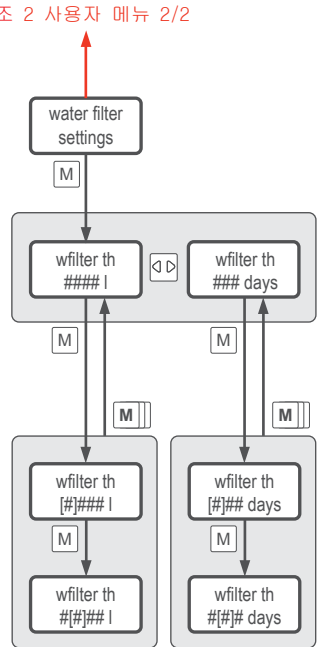 조 2 사용자 메뉴 2/2
water filter
settings
M
wfilter th
#### l
wfilter th
### days
M
M
M
M
wfilter th
[#]### l
wfilter th
[#]## days
M
M
wfilter th
#[#]## l
wfilter th
#[#]# days